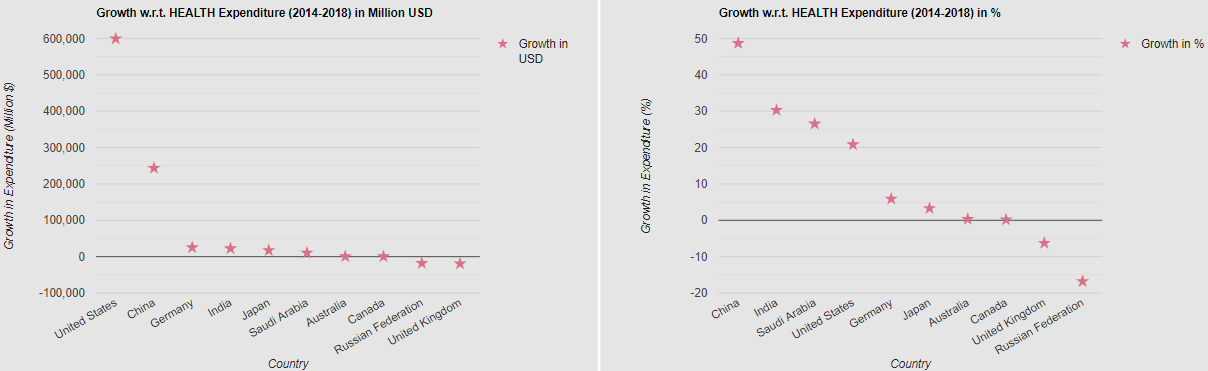 Growth w.r.t. HEALTH Expenditure (2014-2018) in Million USD
Growth in Expenditure (Million $)
600,000
500,000
400,000
300,000
200,000
100,000
0
-100,000
United States
China
Germany
India
Japan
Saudi Arabia
Australia
Canada
Russian Federation
United Kingdom
Country
Growth in
USD
Growth w.r.t. HEALTH Expenditure (2014-2018) in %
Growth in Expenditure (%)
50
40
30
20
10
0
-10
-20
China
India
Saudi Arabia
United States
Germany
Japan
Australia
Canada
United Kingdom
Russian Federation
Country
Growth in %